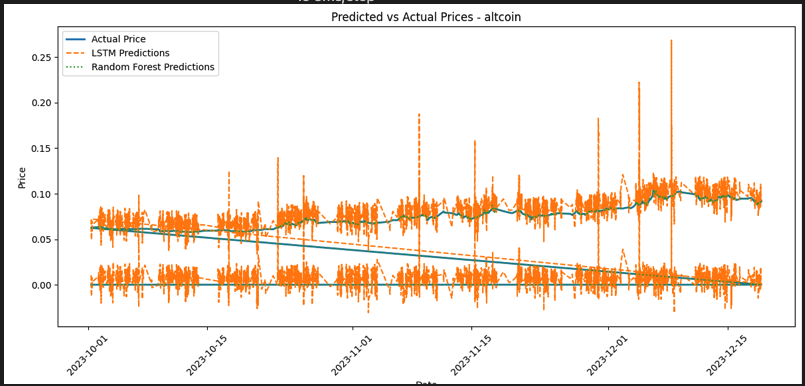 Predicted vs Actual Prices - altcoin
Actual Price
LSTM Predictions
Random Forest Predictions
Price
0.25
0.20
0.15
0.10
0.05
0.00
2023-10-01
2023-10-15
2023-11-01
2023-11-15
2023-12-01
2023-12-15
Date